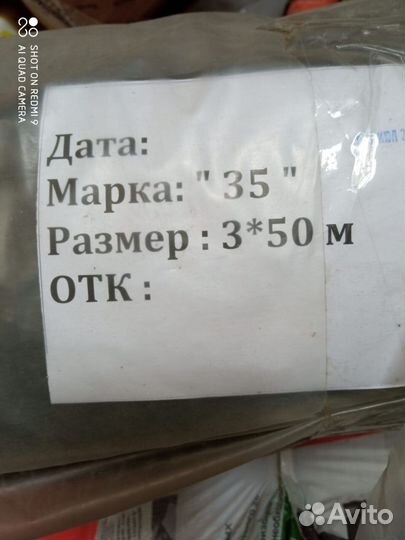 SHOT ON REDMI 9
AI QUAD CAMERA
Дата:
Марка: " 35 "
Размер : 3*50 м
ОТК :
Avito